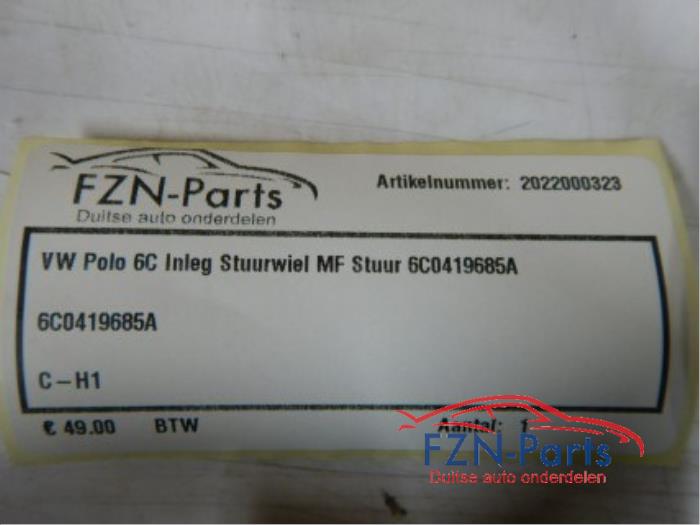 FZN-Parts
Duitse auto onderdelen
Artikelnummer: 2022000323
VW Polo 6C Inleg Stuurwiel MF Stuur 6C0419685A
6C0419685A
C-H1
€ 49.00 BTW Aantal: 1
FZN-Parts
Duitse auto onderdelen